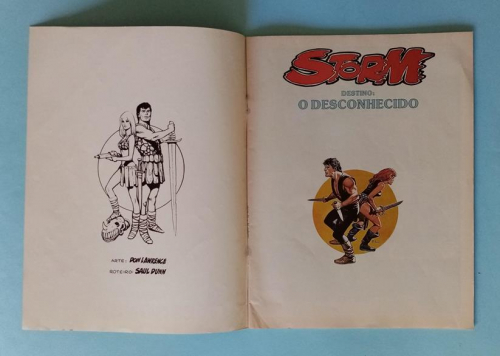 ARTE: DON LAWRENCE
ROTEIRO: SAUL DUNN
STORM
DESTINO:
O DESCONHECIDO